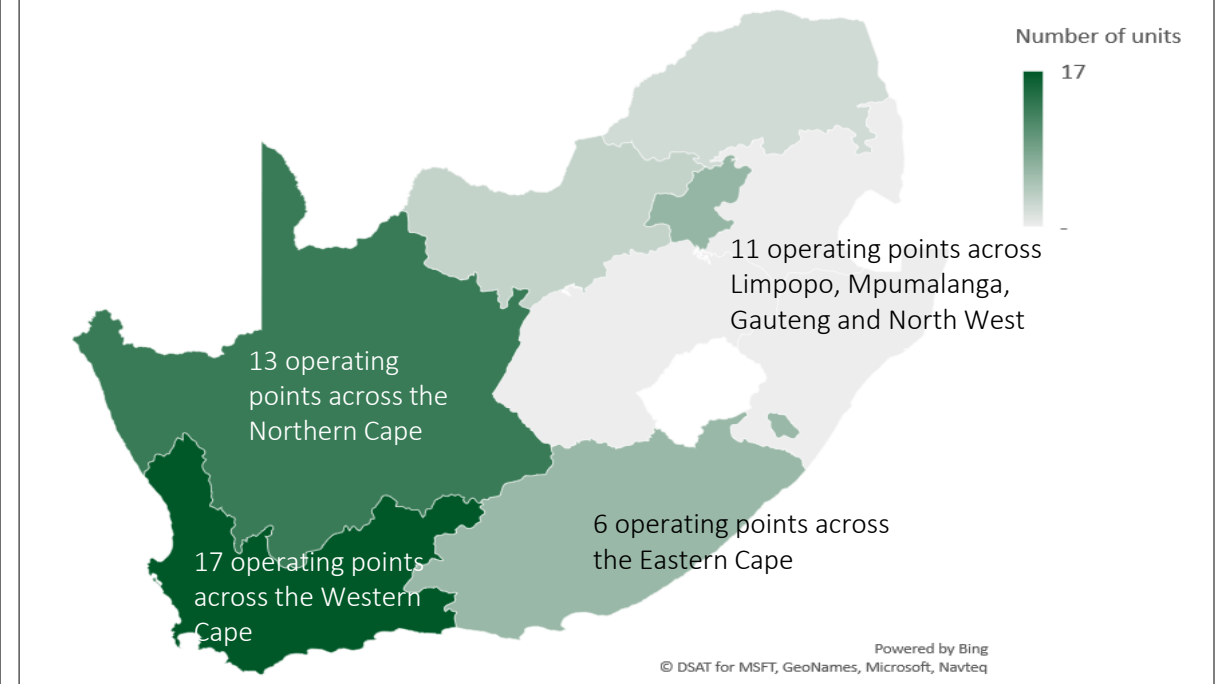 Number of units
17
-
11 operating points across
Limpopo, Mpumalanga,
Gauteng and North West
13 operating
points across the
Northern Cape
6 operating points across
the Eastern Cape
17 operating points
across the Western
Cape
Powered by Bing
© DSAT for MSFT, GeoNames, Microsoft, Navteq